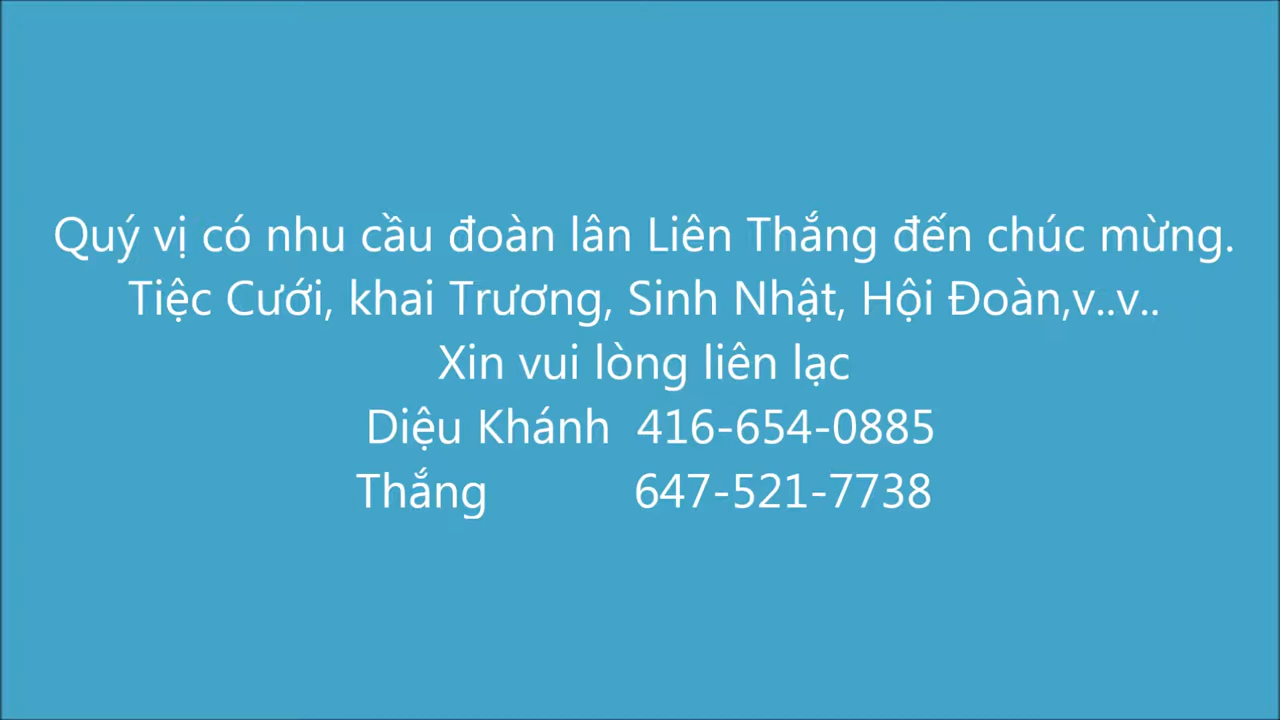 Quý vị có nhu cầu đoàn lân Liên Thắng đến chúc mừng.
Tiệc Cưới, khai Trương, Sinh Nhật, Hội Đoàn,v..v..
Xin vui lòng liên lạc
Diệu Khánh 416-654-0885
Thắng 647-521-7738